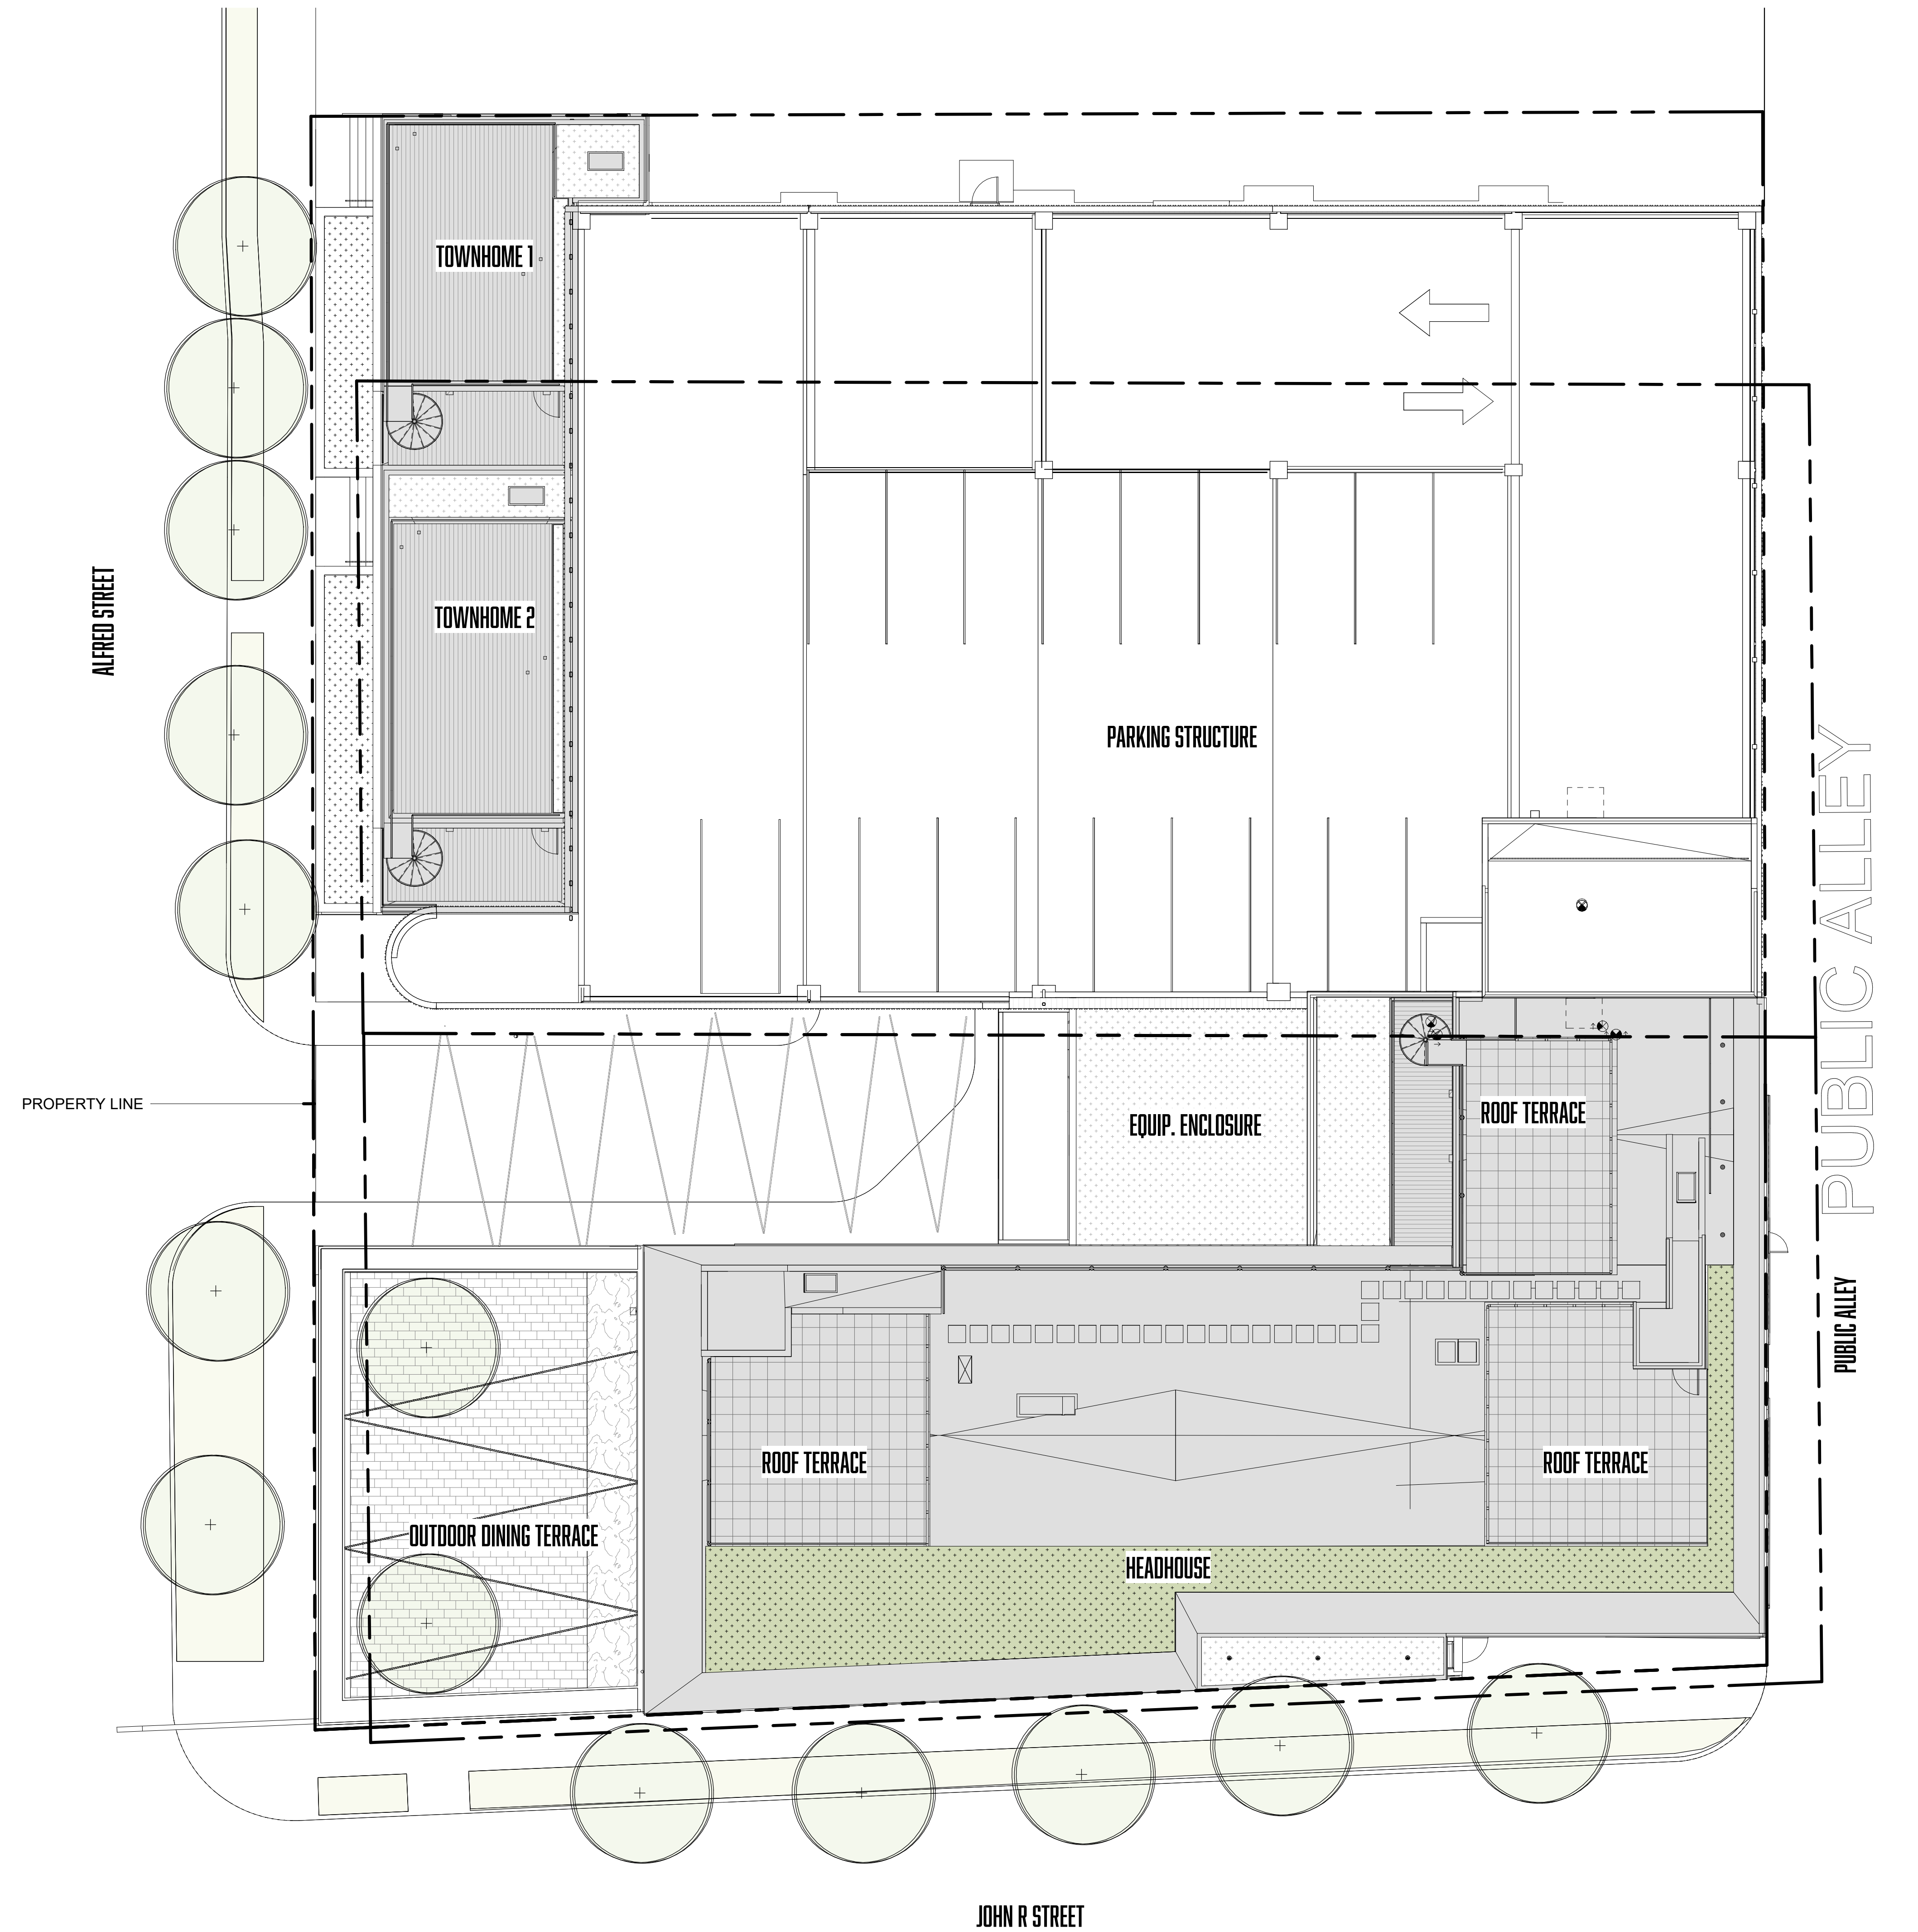 TOWNHOME 1
ALFRED STREET
TOWNHOME 2
PARKING STRUCTURE
PUBLIC ALLEY
PROPERTY LINE
EQUIP. ENCLOSURE
ROOF TERRACE
PUBLIC ALLEY
ROOF TERRACE
ROOF TERRACE
OUTDOOR DINING TERRACE
HEADHOUSE
JOHN R STREET